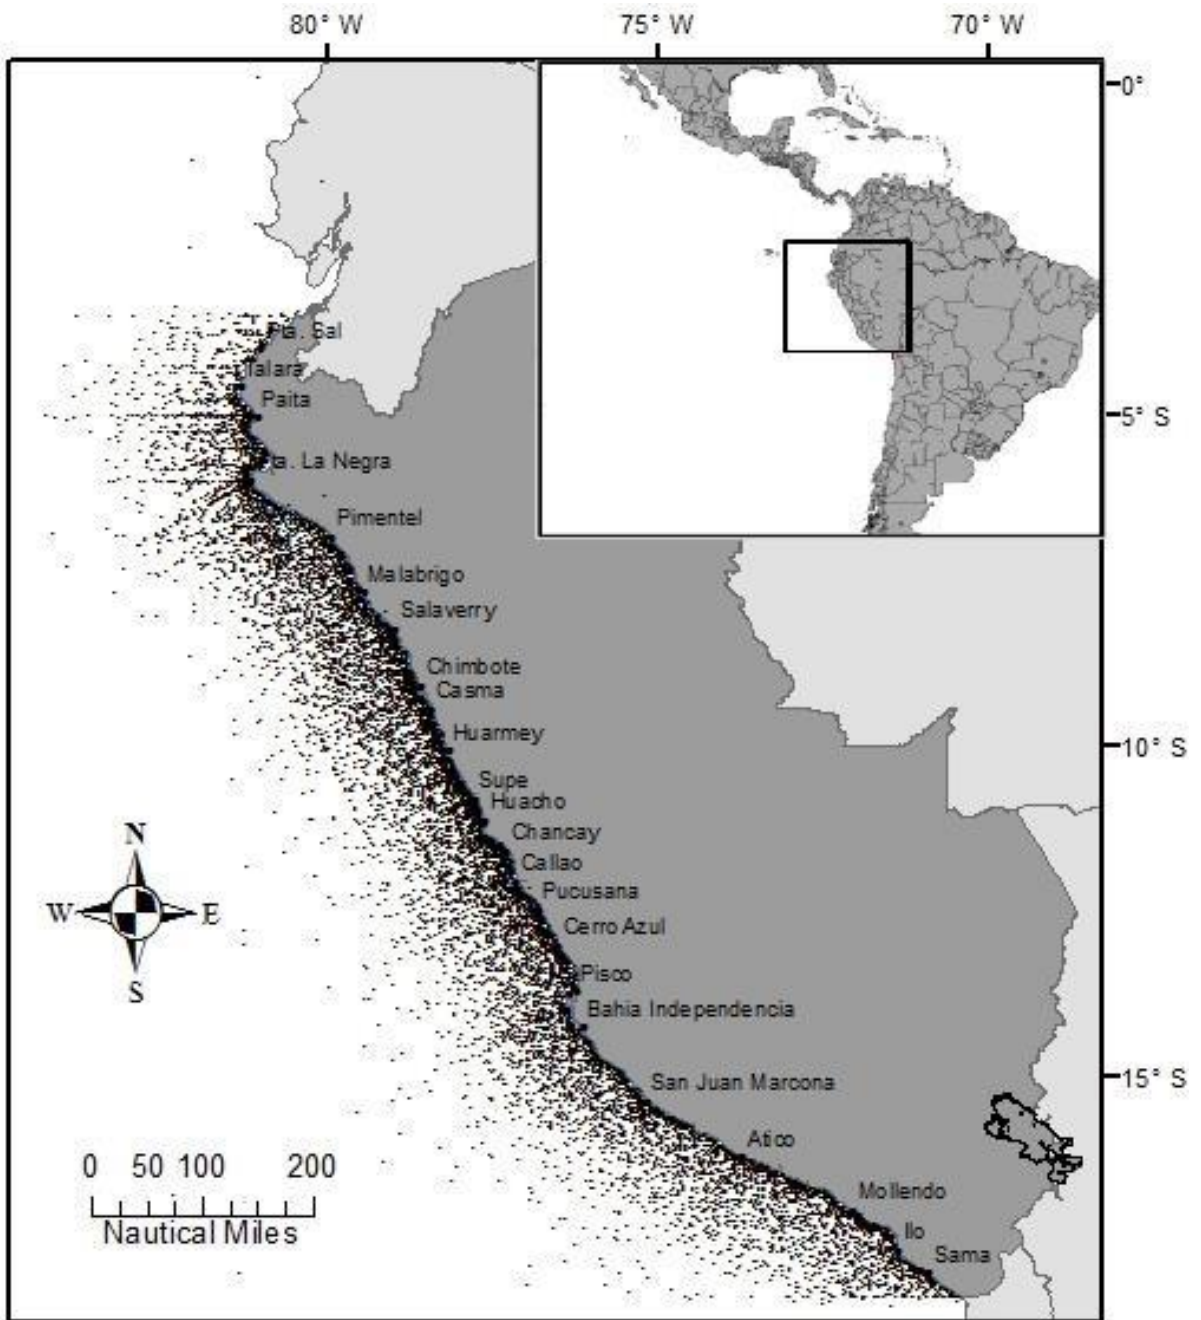 80° W 75° W 70° W
0°
Pta. Sal
Talara
Paita
5° S
Pta. La Negra
Pimentel
Malabrigo
Salaverry
Chimbote
Casma
Huarmey
10° S
Supe
Huacho
Chancay
N
Callao
Pucusana
W E
Cerro Azul
Pisco
S
Bahia Independencia
15° S
San Juan Marcona
Atico
0 50 100 200
Mollendo
Nautical Miles
Ilo
Sama